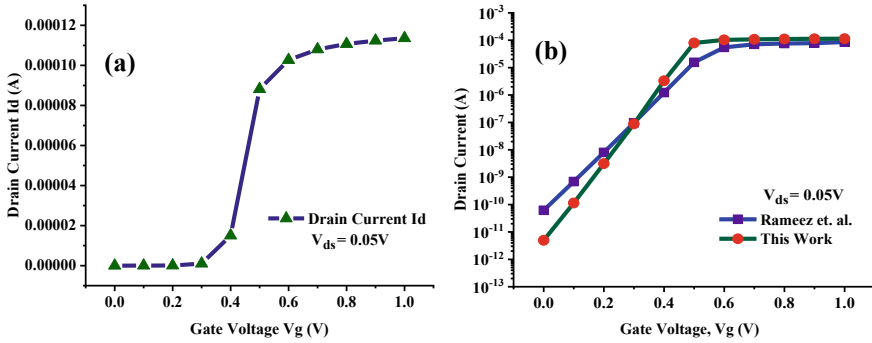 (a)
Drain Current Id (A)
0.00012
0.00010
0.00008
0.00006
0.00004
0.00002
0.00000
Drain Current Id
Vds = 0.05V
0.0 0.2 0.4 0.6 0.8 1.0
Gate Voltage Vg (V)
(b)
Drain Current (A)
10-3
10-4
10-5
10-6
10-7
10-8
10-9
10-10
10-11
10-12
10-13
Vds = 0.05V
Rameez et. al.
This Work
0.0 0.2 0.4 0.6 0.8 1.0
Gate Voltage, Vg (V)